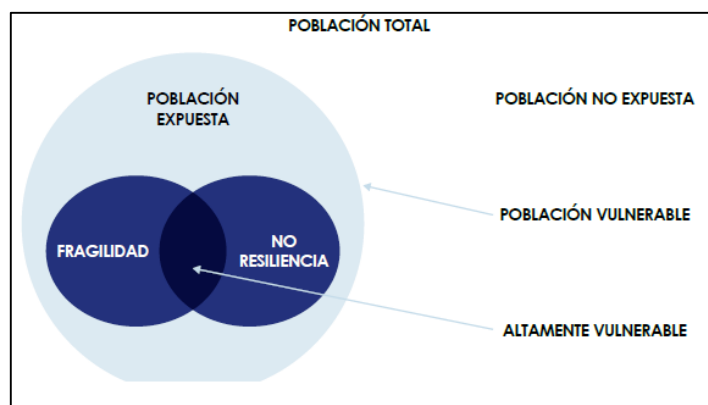 POBLACIÓN TOTAL
POBLACIÓN
EXPUESTA
POBLACIÓN NO EXPUESTA
POBLACIÓN VULNERABLE
FRAGILIDAD
NO
RESILIENCIA
ALTAMENTE VULNERABLE